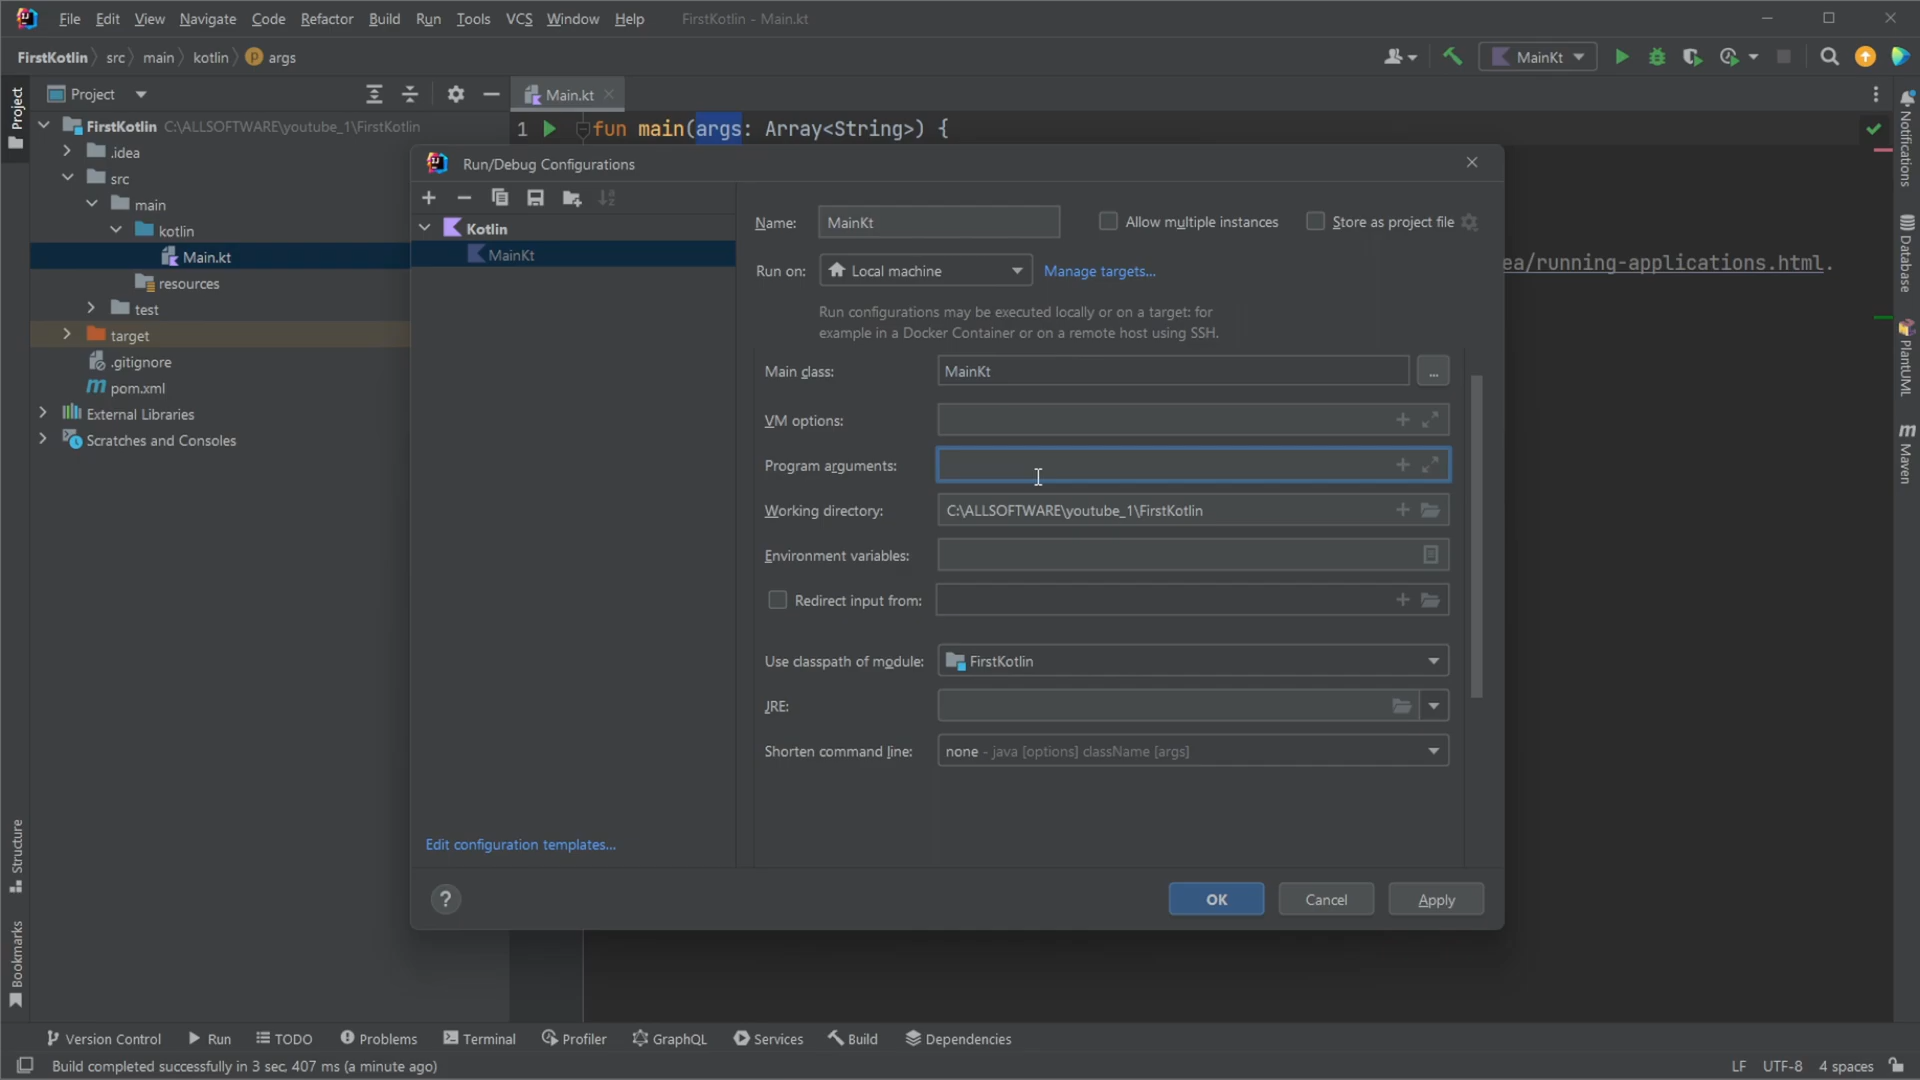 File Edit View Navigate Code Refactor Build Run Tools VCS Window Help FirstKotlin - Main.kt
FirstKotlin src main kotlin args MainKt
Project
Project
Main.kt
FirstKotlin C:\ALLSOFTWARE\youtube_1\FirstKotlin
1 fun main(args: Array<String>) {
.idea
src
main
kotlin
Main.kt
resources
test
target
.gitignore
pom.xml
External Libraries
Scratches and Consoles
Run/Debug Configurations
Kotlin
MainKt
Name: MainKt Allow multiple instances Store as project file
Run on: Local machine Manage targets...
Run configurations may be executed locally or on a target: for
example in a Docker Container or on a remote host using SSH.
Main class: MainKt ...
VM options:
Program arguments:
Working directory: C:\ALLSOFTWARE\youtube_1\FirstKotlin
Environment variables:
Redirect input from:
Use classpath of module: FirstKotlin
JRE:
Shorten command line: none - java [options] className [args]
Edit configuration templates...
? OK Cancel Apply
ea/running-applications.html.
Notifications
Database
PlantUML
Maven
Structure
Bookmarks
Version Control Run TODO Problems Terminal Profiler GraphQL Services Build Dependencies
Build completed successfully in 3 sec, 407 ms (a minute ago) LF UTF-8 4 spaces